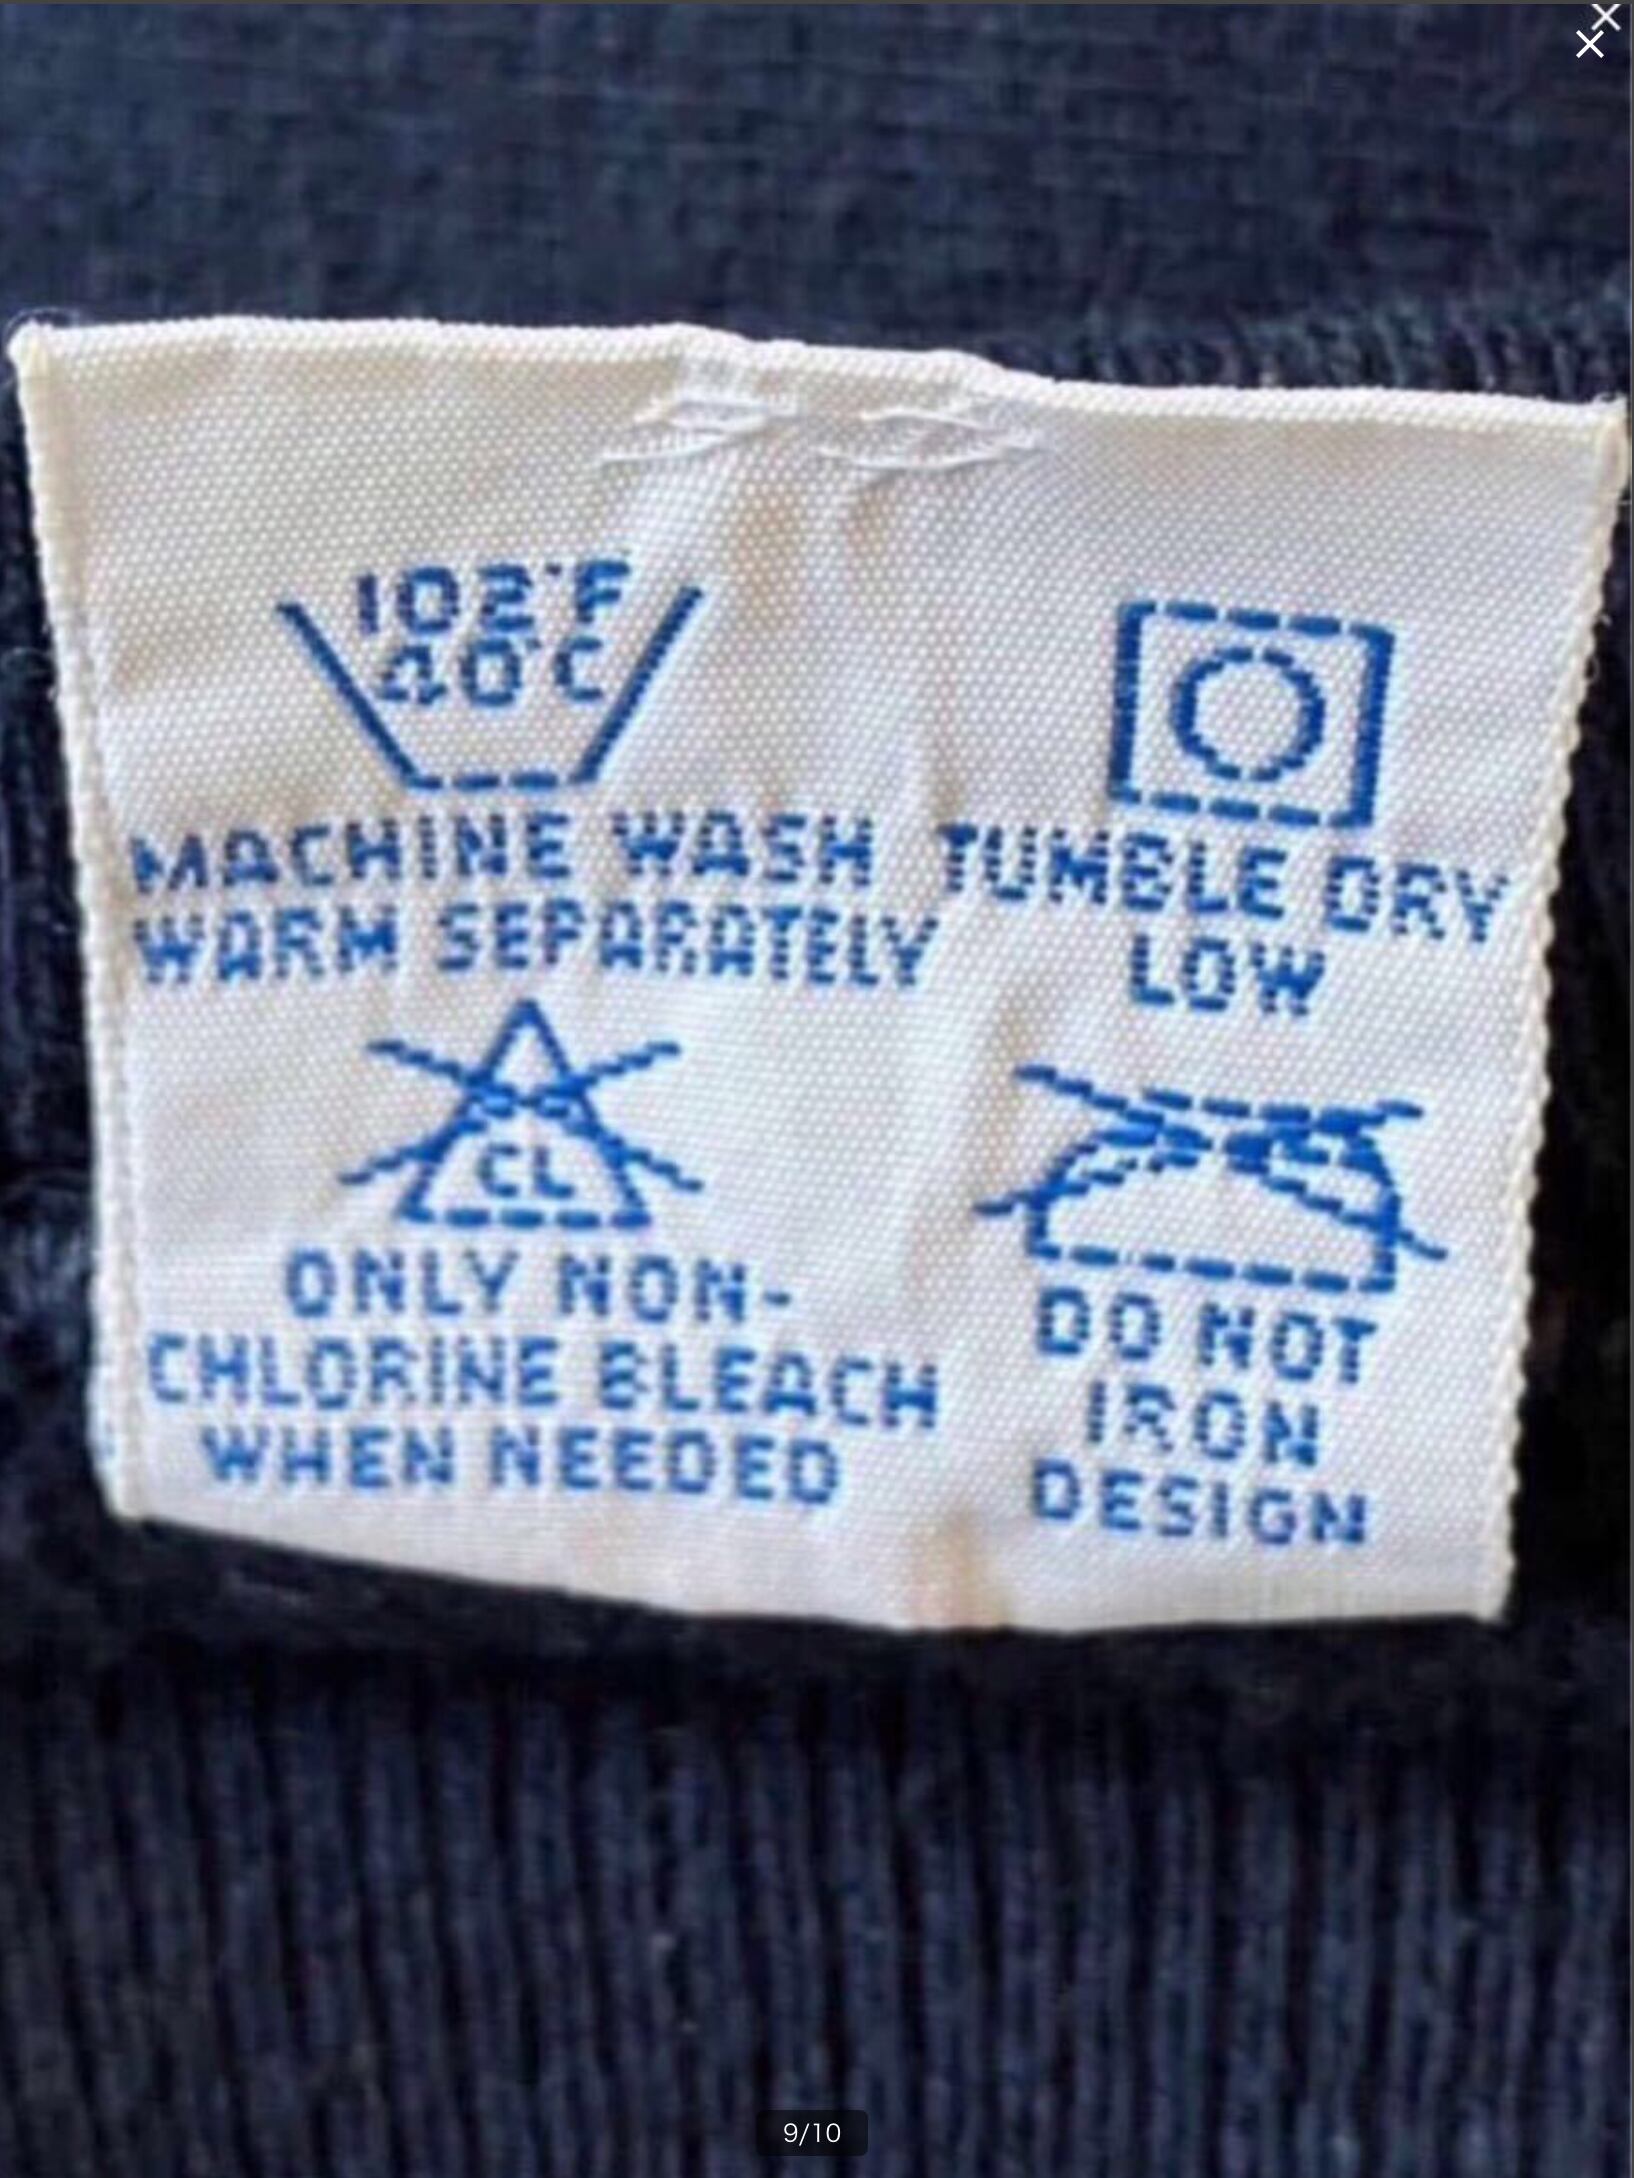 102°F
40°C
MACHINE WASH
WARM SEPARATELY
TUMBLE DRY
LOW
CL
ONLY NON-
CHLORINE BLEACH
WHEN NEEDED
DO NOT
IRON
DESIGN
9/10